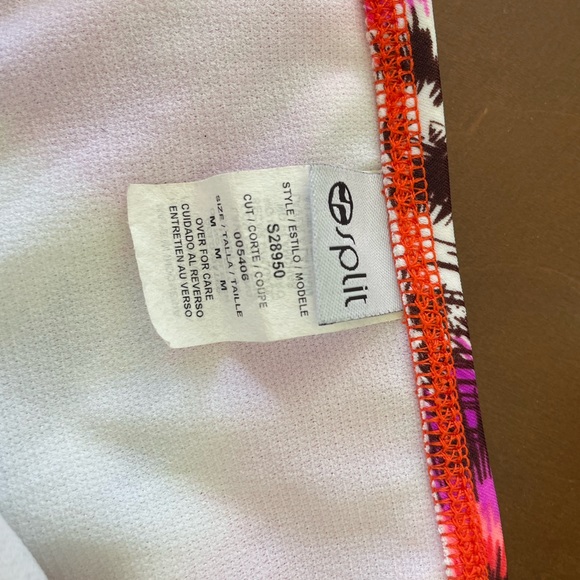 split
STYLE / ESTILO / MODELE
S28950
CUT / CORTE / COUPE
005406
SIZE / TALLA / TAILLE
M M M
OVER FOR CARE
CUIDADO AL REVERSO
ENTRETIEN AU VERSO